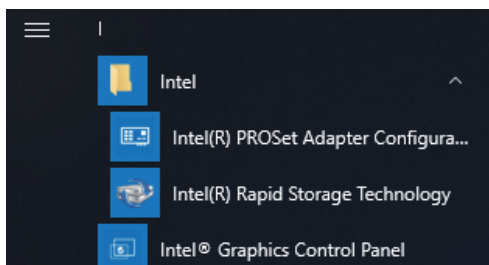 I
Intel
Intel(R) PROSet Adapter Configura...
Intel(R) Rapid Storage Technology
Intel® Graphics Control Panel